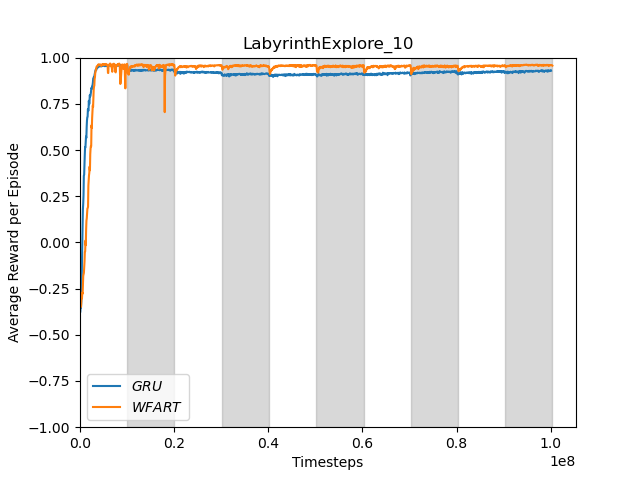 LabyrinthExplore_10
Average Reward per Episode
1.00
0.75
0.50
0.25
0.00
−0.25
−0.50
−0.75
−1.00
GRU
WFART
0.0 0.2 0.4 0.6 0.8 1.0
1e8
Timesteps